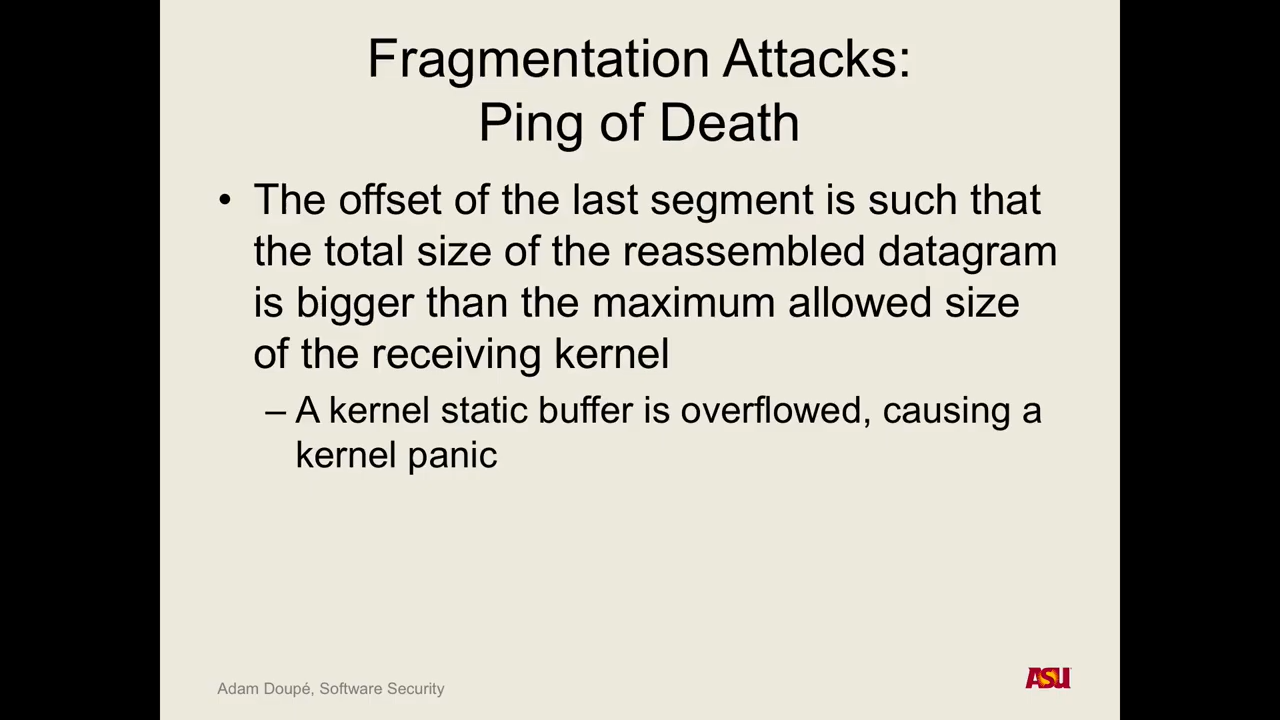 Fragmentation Attacks:
Ping of Death
• The offset of the last segment is such that
the total size of the reassembled datagram
is bigger than the maximum allowed size
of the receiving kernel
– A kernel static buffer is overflowed, causing a
kernel panic
Adam Doupé, Software Security
ASU